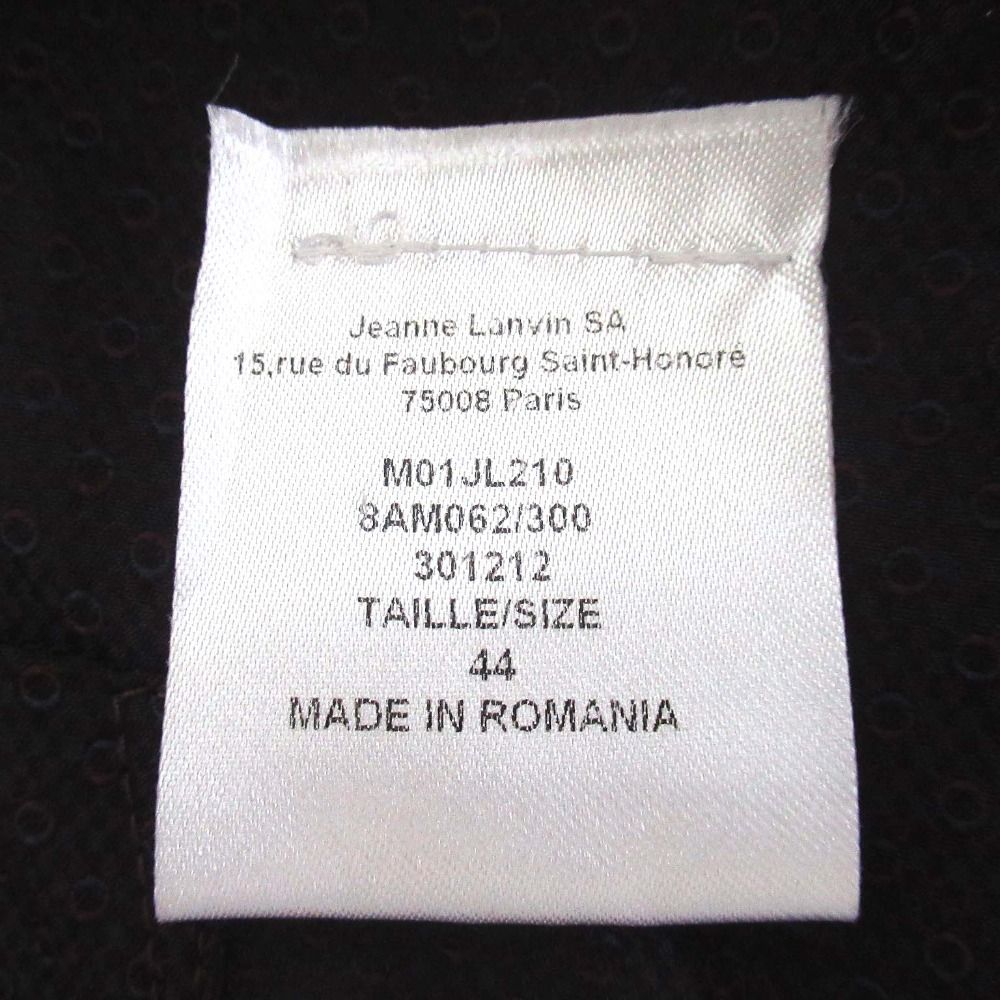 Jeanne Lanvin SA
15,rue du Faubourg Saint-Honoré
75008 Paris
M01JL210
8AM062/300
301212
TAILLE/SIZE
44
MADE IN ROMANIA